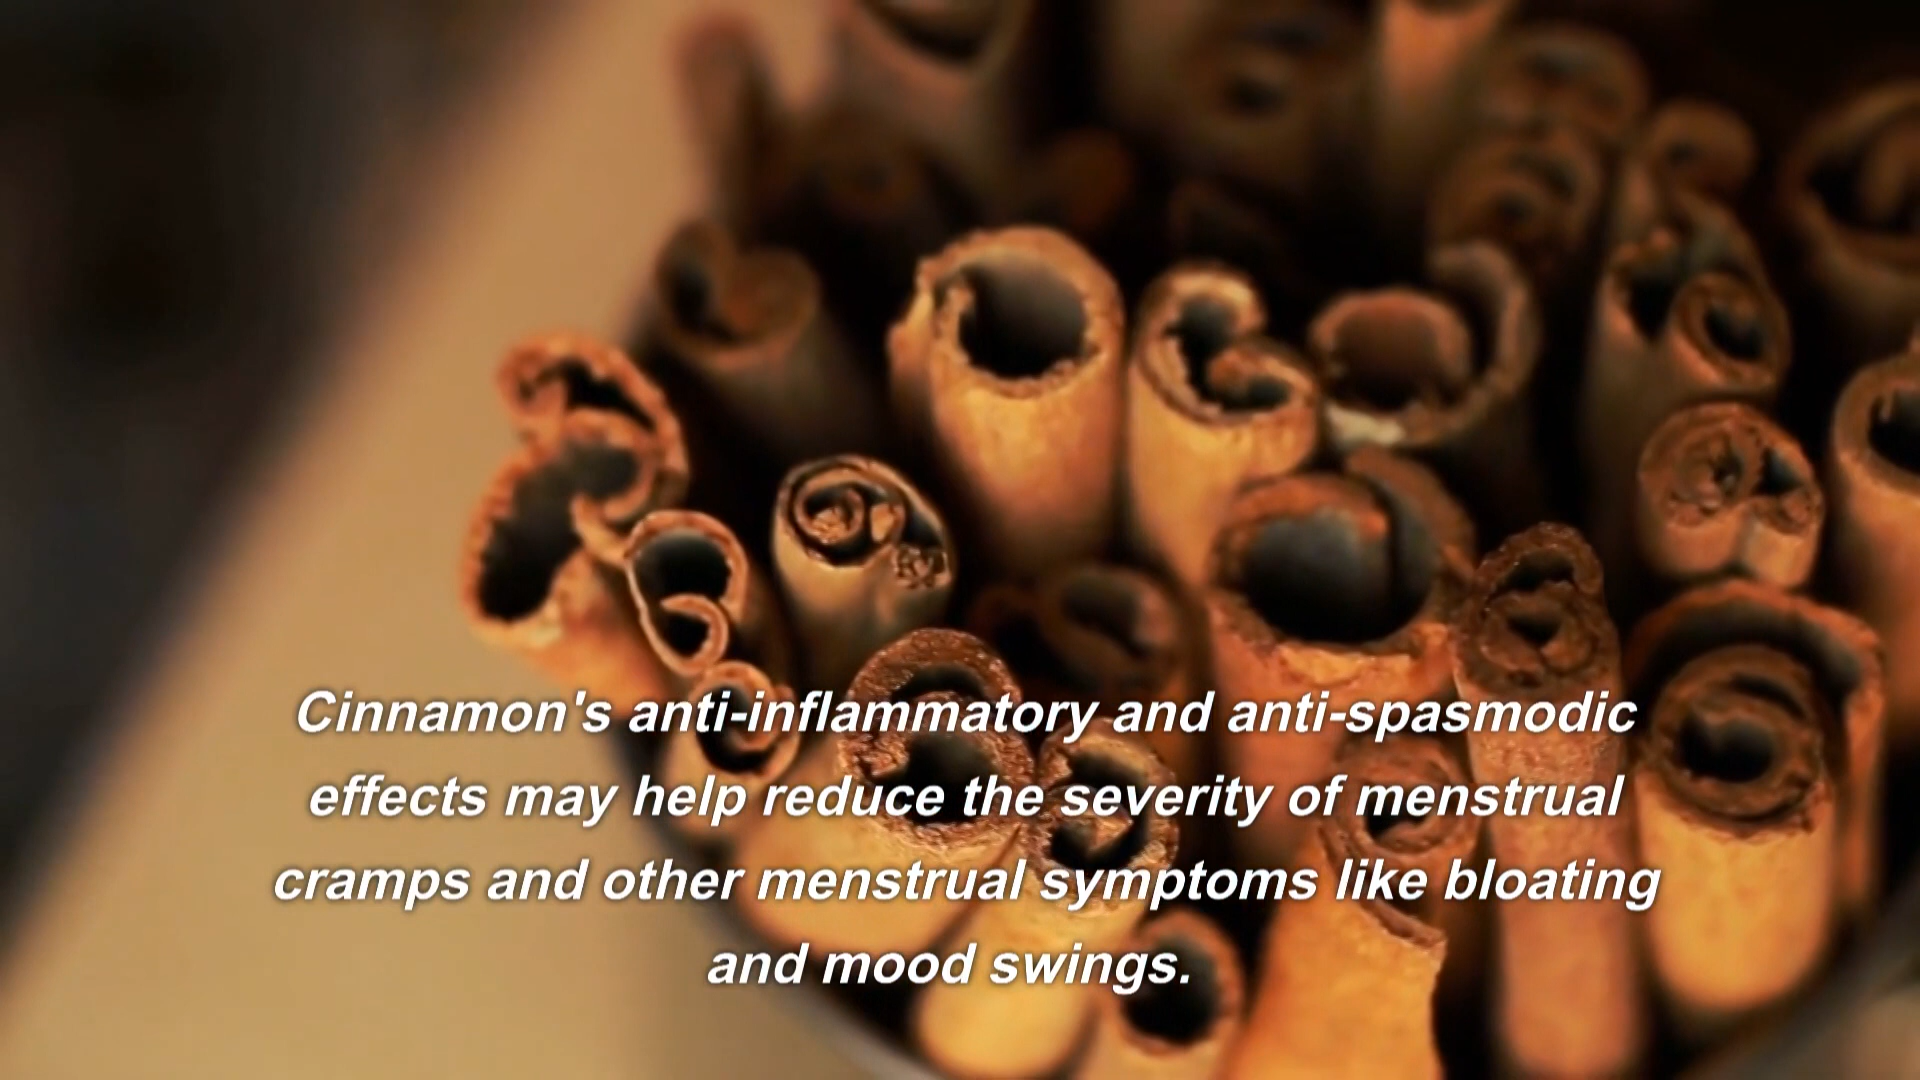 Cinnamon's anti-inflammatory and anti-spasmodic
effects may help reduce the severity of menstrual
cramps and other menstrual symptoms like bloating
and mood swings.